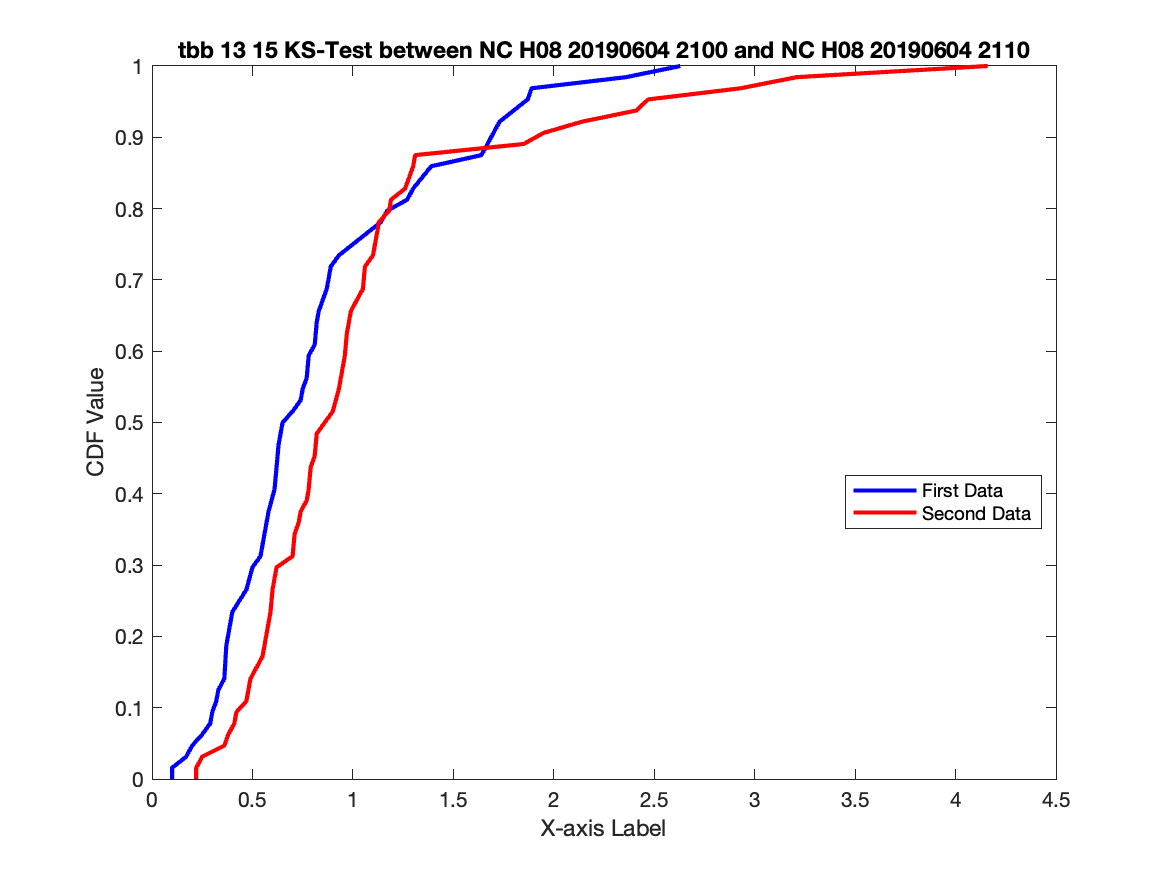 tbb 13 15 KS-Test between NC H08 20190604 2100 and NC H08 20190604 2110
1
0.9
0.8
0.7
0.6
0.5
0.4
0.3
0.2
0.1
0
CDF Value
First Data
Second Data
0 0.5 1 1.5 2 2.5 3 3.5 4 4.5
X-axis Label